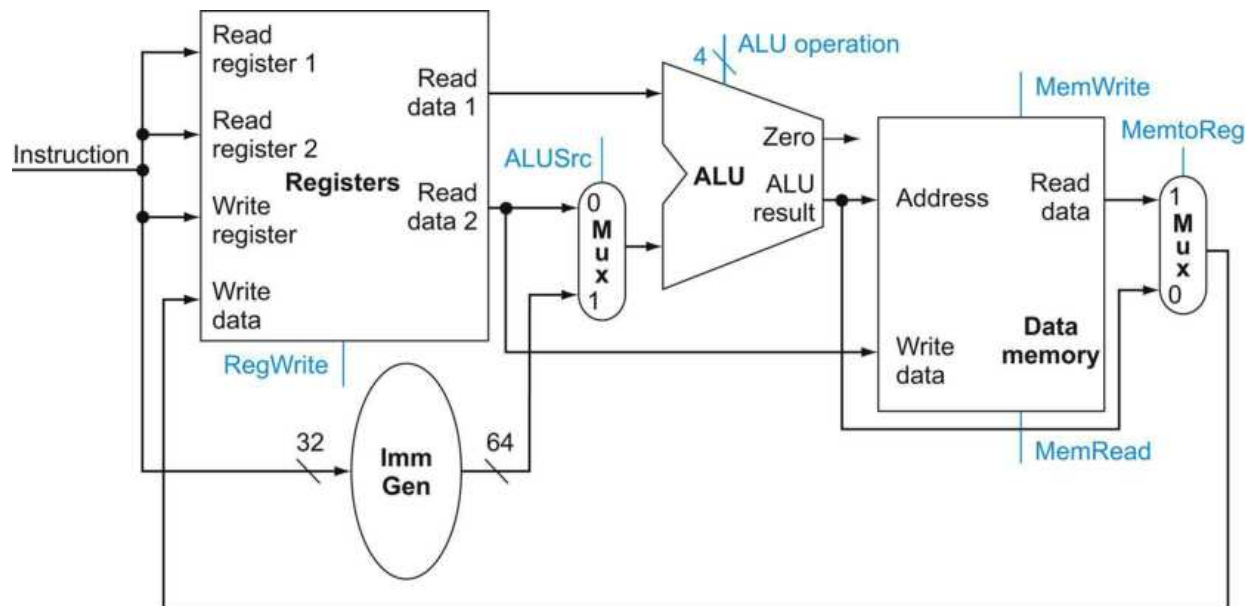 Instruction
Read
register 1
Read
register 2
Write
register
Write
data
Registers
Read
data 1
Read
data 2
RegWrite
32
Imm
Gen
64
ALUSrc
0
M
u
x
1
4
ALU operation
Zero
ALU
ALU
result
MemWrite
Address
Read
data
Write
data
Data
memory
MemRead
MemtoReg
1
M
u
x
0